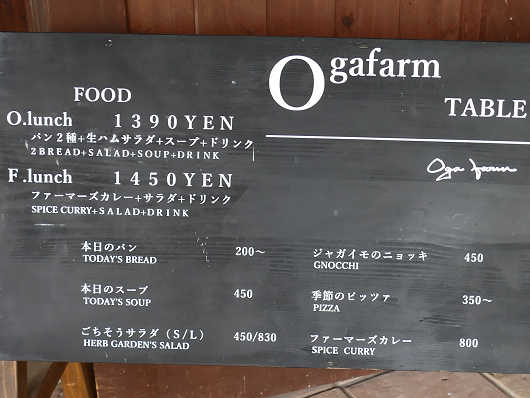 Ogafarm
TABLE
Oga farm
FOOD
O.lunch 1390YEN
パン2種+生ハムサラダ+スープ+ドリンク
2BREAD+SALAD+SOUP+DRINK
F.lunch 1450YEN
ファーマーズカレー+サラダ+ドリンク
SPICE CURRY+SALAD+DRINK
本日のパン 200〜
TODAY'S BREAD
本日のスープ 450
TODAY'S SOUP
ごちそうサラダ (S/L) 450/830
HERB GARDEN'S SALAD
ジャガイモのニョッキ 450
GNOCCHI
季節のピッツァ 350〜
PIZZA
ファーマーズカレー 800
SPICE CURRY